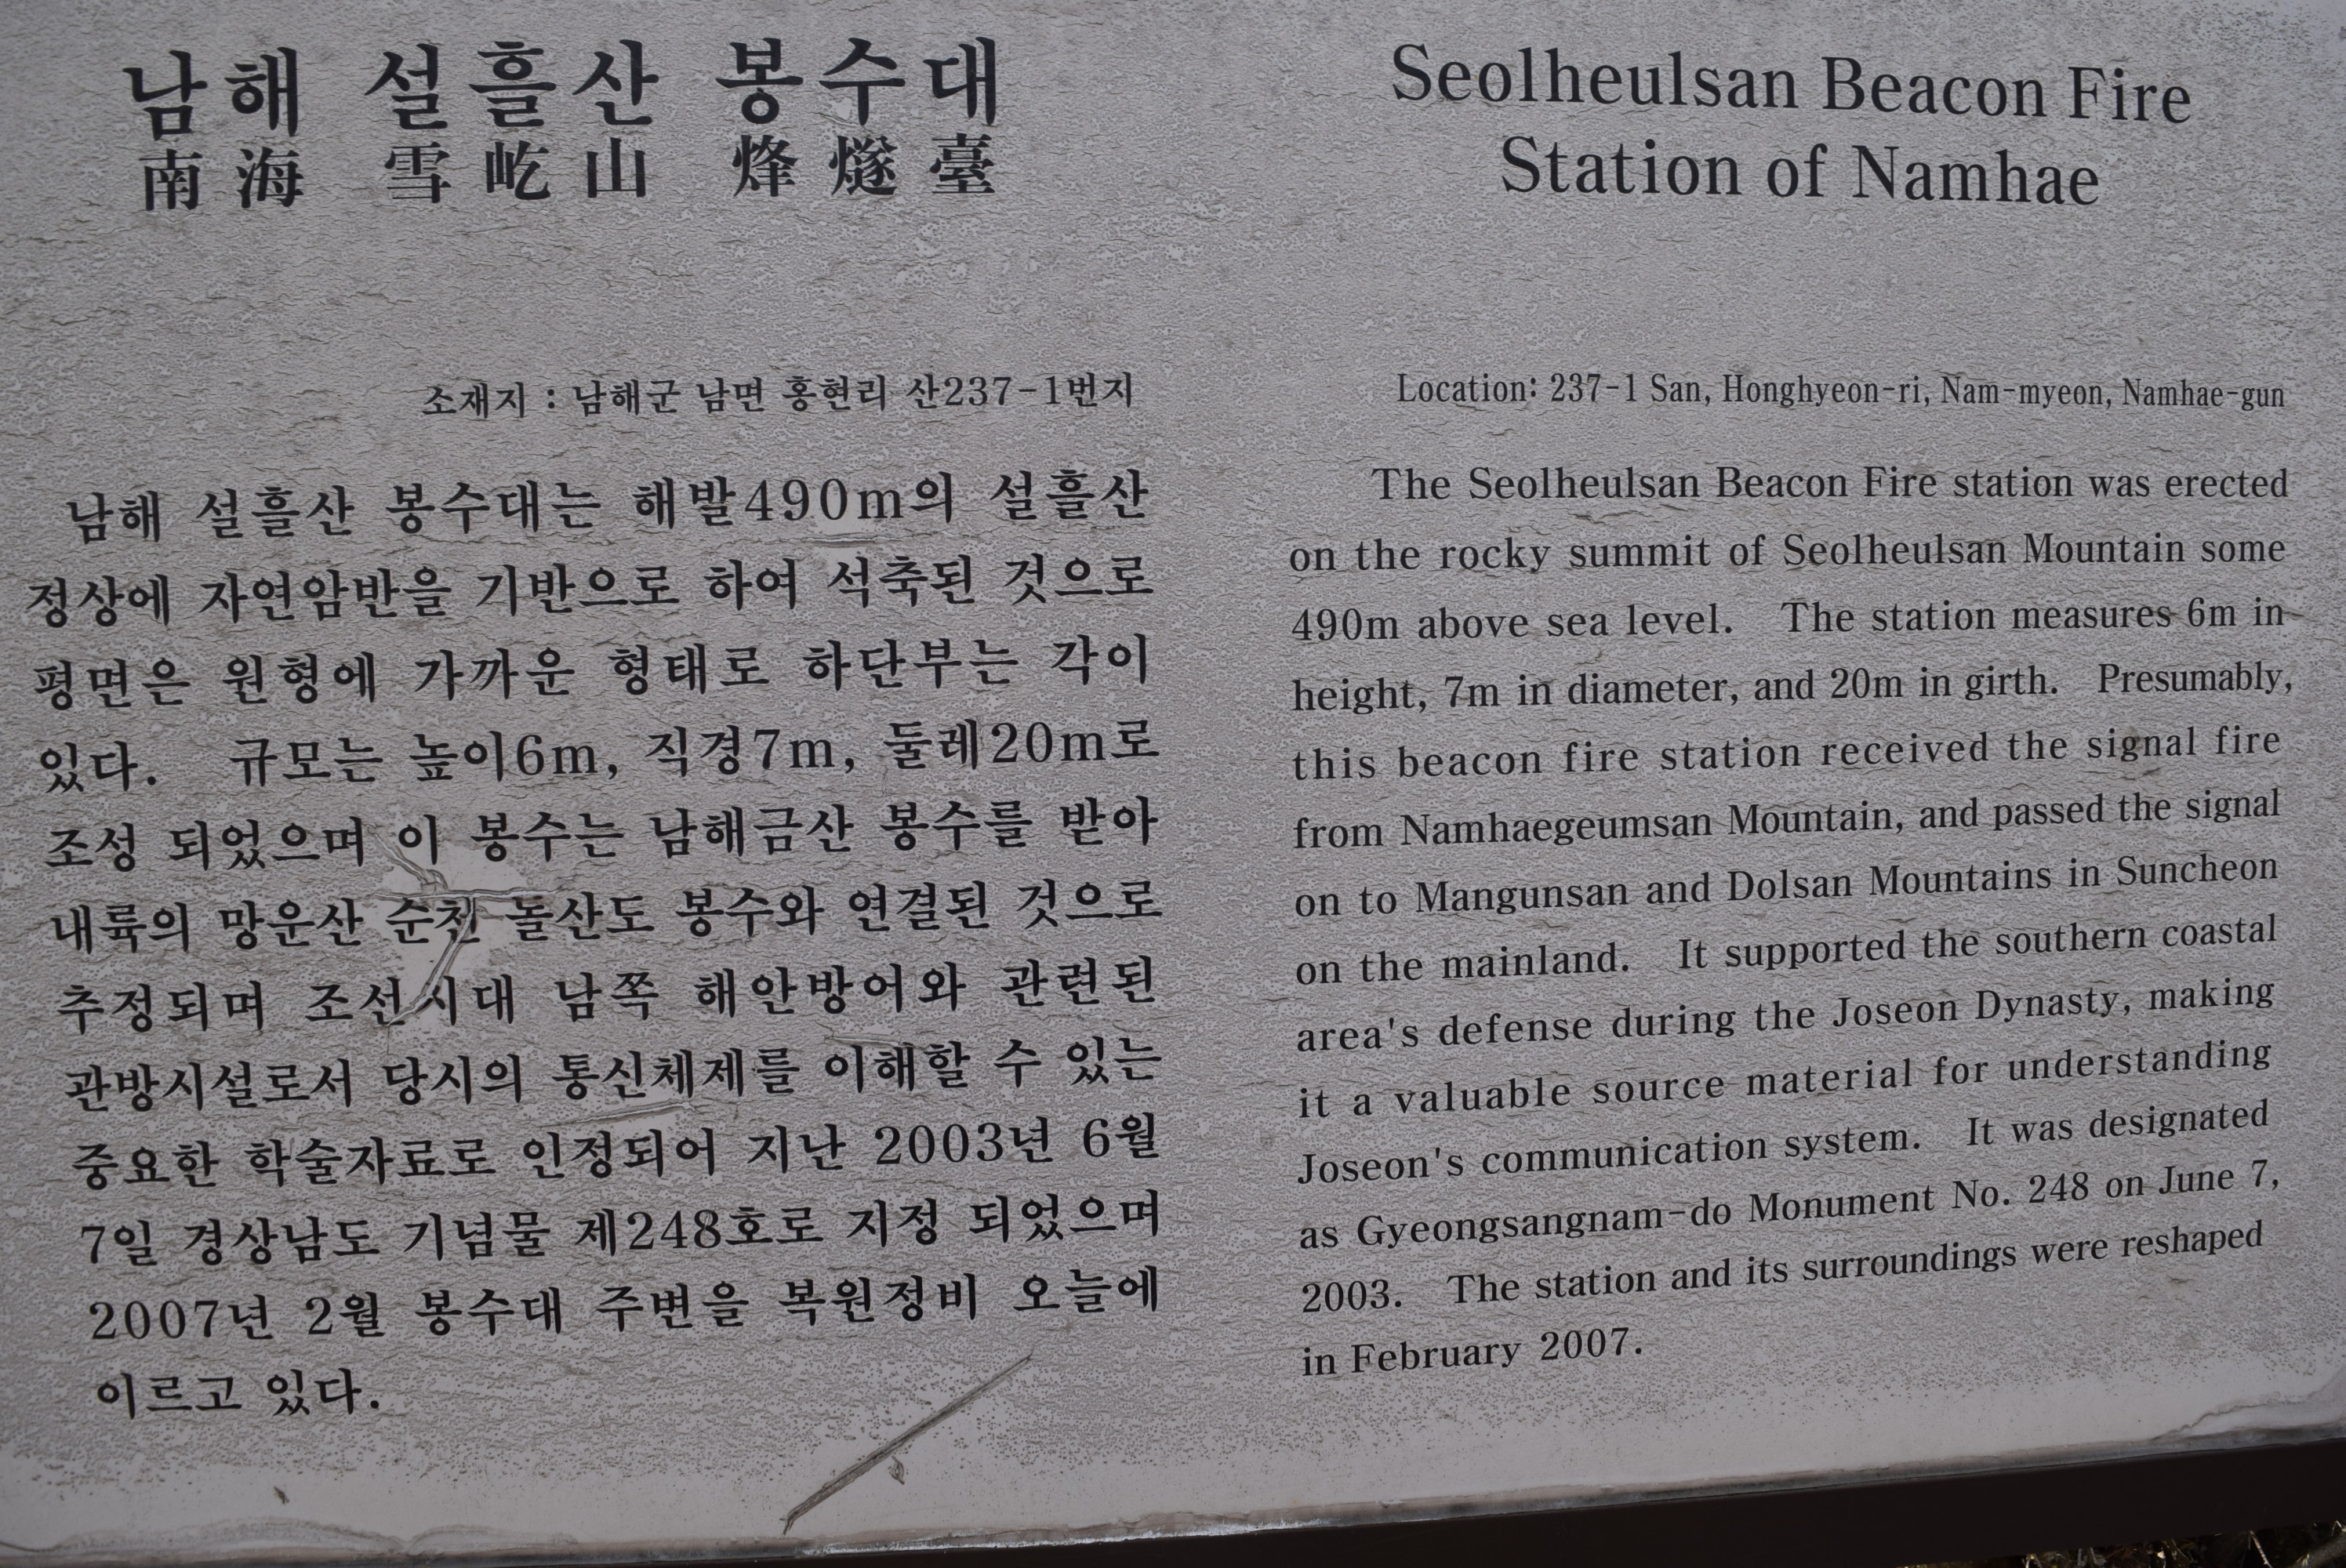 남해 설흘산 봉수대
南海 雪屹山 烽燧臺
소재지 : 남해군 남면 홍현리 산237-1번지
남해 설흘산 봉수대는 해발490m의 설흘산
정상에 자연암반을 기반으로 하여 석축된 것으로
평면은 원형에 가까운 형태로 하단부는 각이
있다. 규모는 높이6m, 직경7m, 둘레20m로
조성 되었으며 이 봉수는 남해금산 봉수를 받아
내륙의 망운산 순천 돌산도 봉수와 연결된 것으로
추정되며 조선시대 남쪽 해안방어와 관련된
관방시설로서 당시의 통신체제를 이해할 수 있는
중요한 학술자료로 인정되어 지난 2003년 6월
7일 경상남도 기념물 제248호로 지정 되었으며
2007년 2월 봉수대 주변을 복원정비 오늘에
이르고 있다.
Seolheulsan Beacon Fire
Station of Namhae
Location: 237-1 San, Honghyeon-ri, Nam-myeon, Namhae-gun
The Seolheulsan Beacon Fire station was erected
on the rocky summit of Seolheulsan Mountain some
490m above sea level. The station measures 6m in
height, 7m in diameter, and 20m in girth. Presumably,
this beacon fire station received the signal fire
from Namhaegeumsan Mountain, and passed the signal
on to Mangunsan and Dolsan Mountains in Suncheon
on the mainland. It supported the southern coastal
area's defense during the Joseon Dynasty, making
it a valuable source material for understanding
Joseon's communication system. It was designated
as Gyeongsangnam-do Monument No. 248 on June 7,
2003. The station and its surroundings were reshaped
in February 2007.